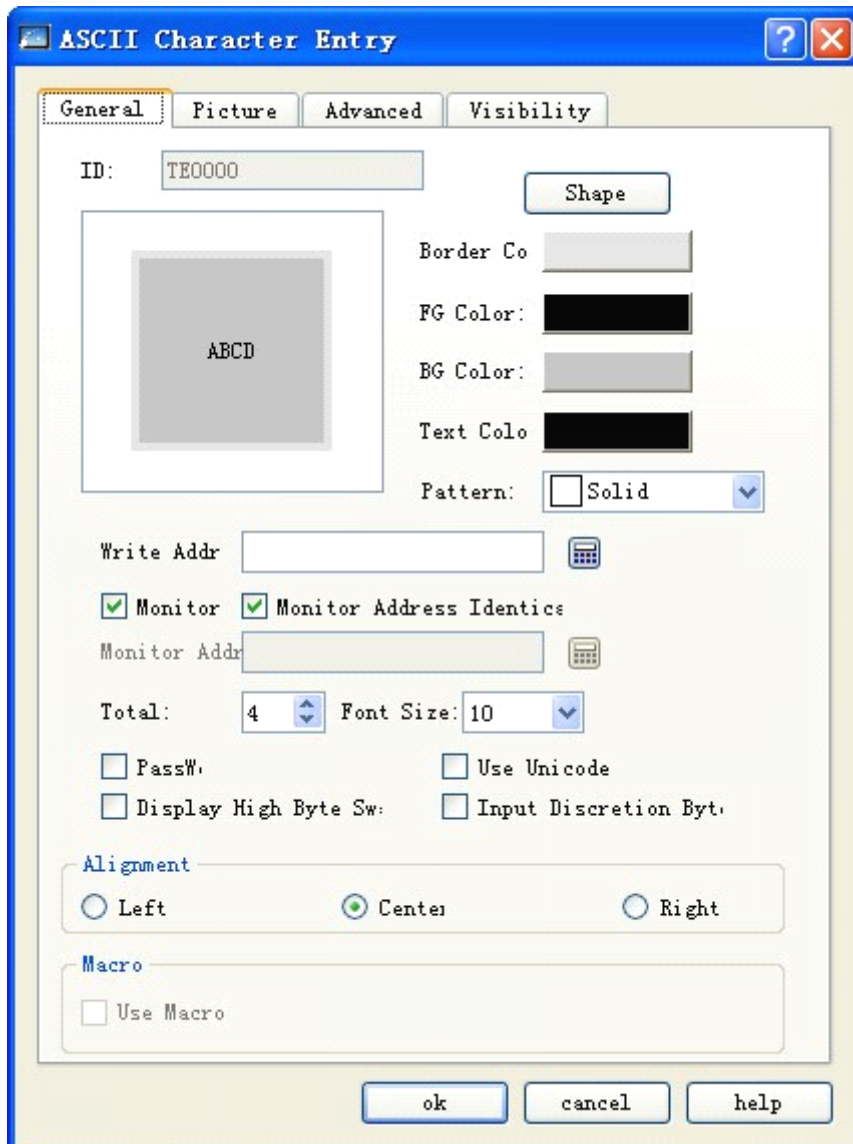 ASCII Character Entry
General Picture Advanced Visibility
ID: TE0000
Shape
Border Co
FG Color:
ABCD
BG Color:
Text Colo
Pattern: Solid
Write Addr
Monitor Monitor Address Identica
Monitor Addr
Total: 4 Font Size: 10
PassW
Use Unicode
Display High Byte Sw
Input Discretion Byt
Alignment
Left Center Right
Macro
Use Macro
ok cancel help